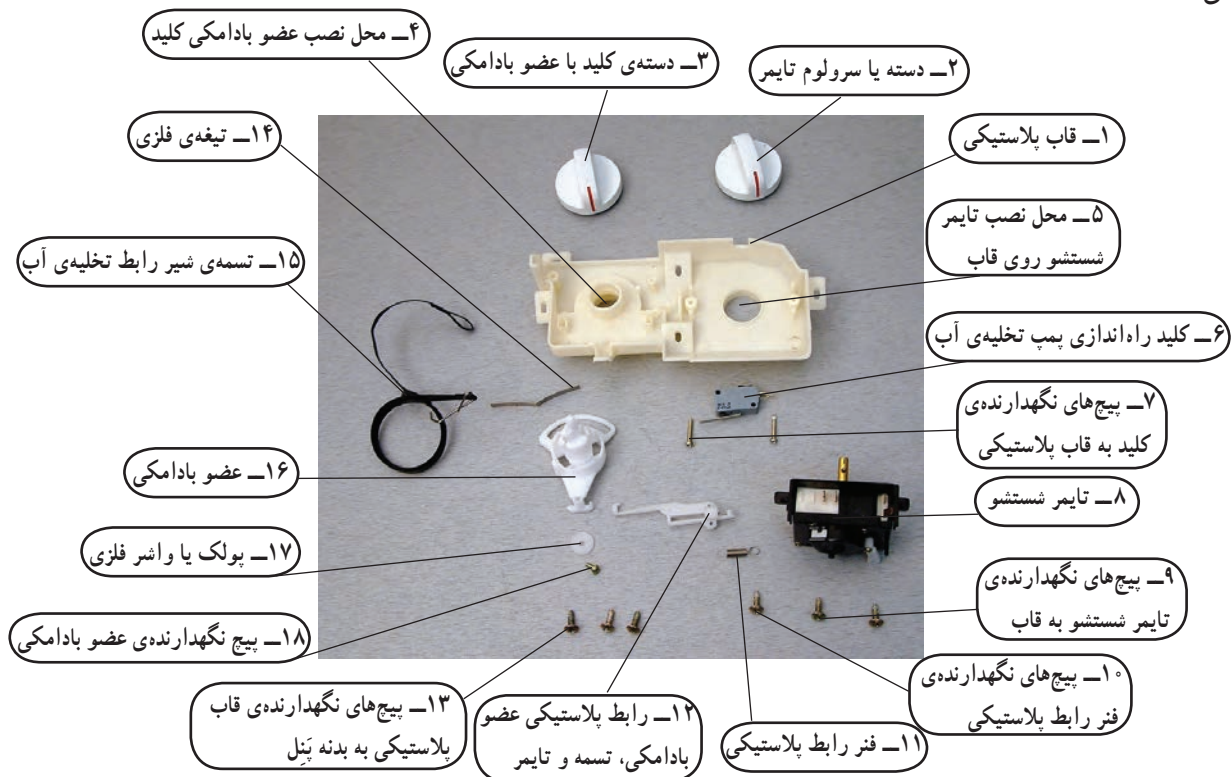 ۱ــ قاب پلاستیکی
۲ــ دسته یا سرولوم تایمر
۳ــ دسته‌ی کلید با عضو بادامکی
۴ــ محل نصب عضو بادامکی کلید
۵ــ محل نصب تایمر
شستشو روی قاب
۶ــ کلید راه‌اندازی پمپ تخلیه‌ی آب
۷ــ پیچ‌های نگهدارنده‌ی
کلید به قاب پلاستیکی
۸ــ تایمر شستشو
۹ــ پیچ‌های نگهدارنده‌ی
تایمر شستشو به قاب
۱۰ــ پیچ‌های نگهدارنده‌ی
فنر رابط پلاستیکی
۱۱ــ فنر رابط پلاستیکی
۱۲ــ رابط پلاستیکی عضو
بادامکی، تسمه و تایمر
۱۳ــ پیچ‌های نگهدارنده‌ی قاب
پلاستیکی به بدنه پَنِل
۱۴ــ تیغه‌ی فلزی
۱۵ــ تسمه‌ی شیر رابط تخلیه‌ی آب
۱۶ــ عضو بادامکی
۱۷ــ پولک یا واشر فلزی
۱۸ــ پیچ نگهدارنده‌ی عضو بادامکی